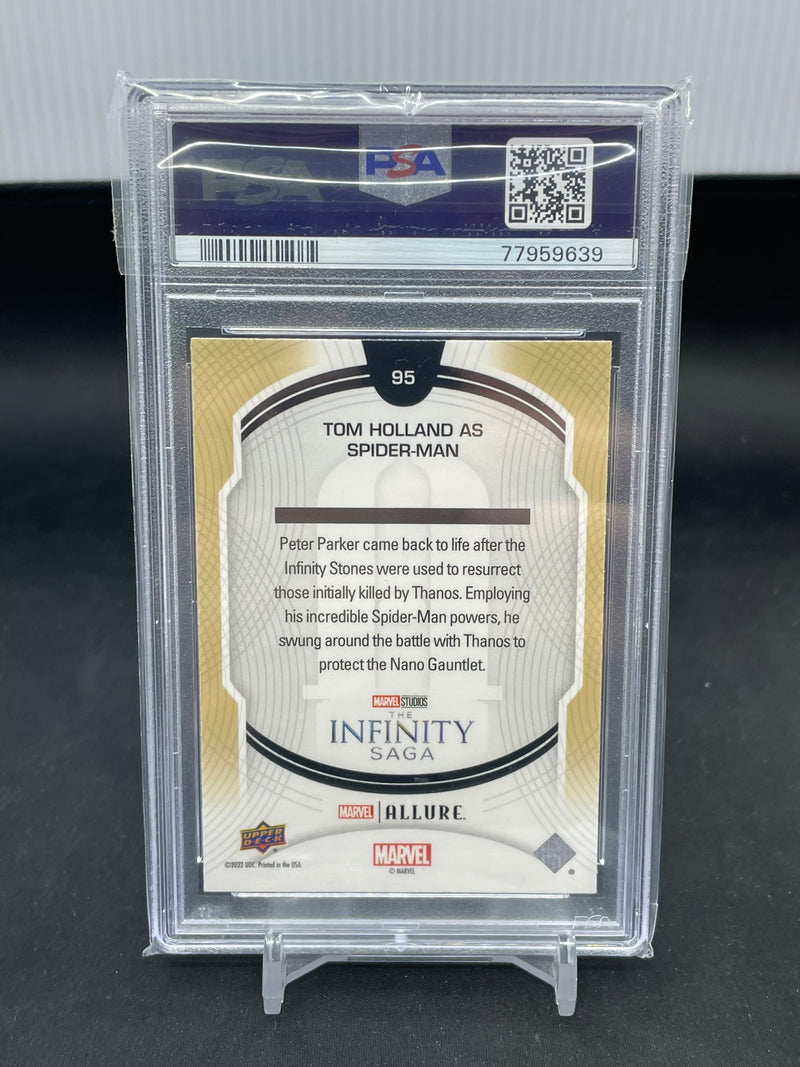 PSA
PSA
77959639
95
TOM HOLLAND AS
SPIDER-MAN
Peter Parker came back to life after the
Infinity Stones were used to resurrect
those initially killed by Thanos. Employing
his incredible Spider-Man powers, he
swung around the battle with Thanos to
protect the Nano Gauntlet.
MARVEL STUDIOS
THE
INFINITY
SAGA
MARVEL | ALLURE™
UPPER
DECK
MARVEL
©2022 UDC. Printed in the USA.
© MARVEL
®
PSA